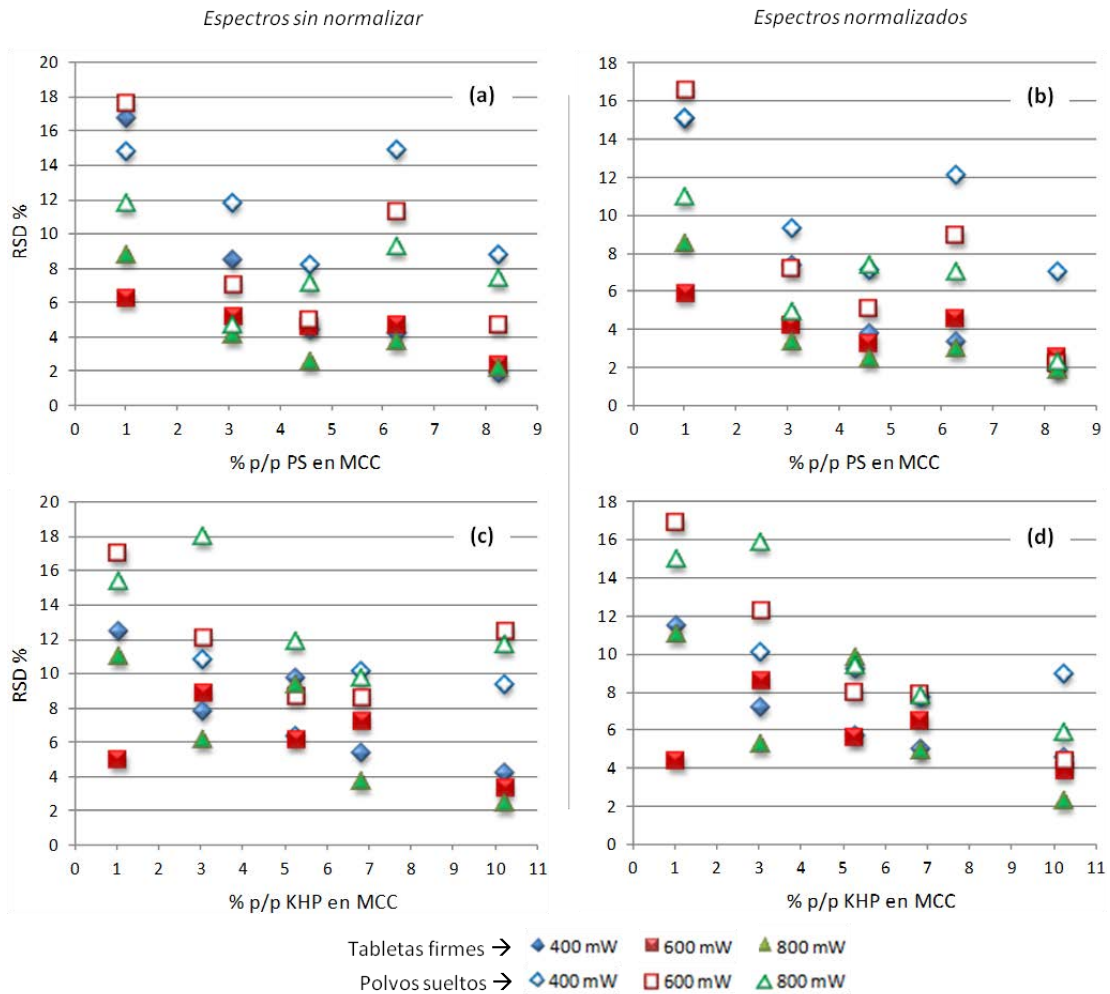 Espectros sin normalizar
Espectros normalizados
20
18
16
14
12
10
8
6
4
2
0
RSD %
(a)
0 1 2 3 4 5 6 7 8 9
% p/p PS en MCC
18
16
14
12
10
8
6
4
2
0
(b)
0 1 2 3 4 5 6 7 8 9
% p/p PS en MCC
20
18
16
14
12
10
8
6
4
2
0
RSD %
(c)
0 1 2 3 4 5 6 7 8 9 10 11
% p/p KHP en MCC
18
16
14
12
10
8
6
4
2
0
(d)
0 1 2 3 4 5 6 7 8 9 10 11
% p/p KHP en MCC
Tabletas firmes → 400 mW 600 mW 800 mW
Polvos sueltos → 400 mW 600 mW 800 mW